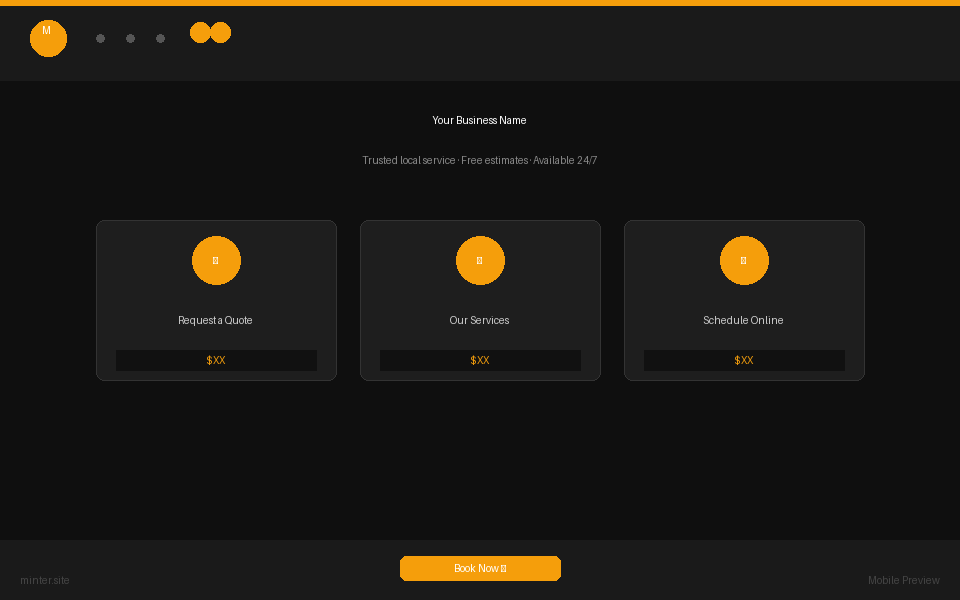 M
Your Business Name
Trusted local service · Free estimates · Available 24/7
Request a Quote
Our Services
Schedule Online
$XX
$XX
$XX
Book Now
minter.site
Mobile Preview